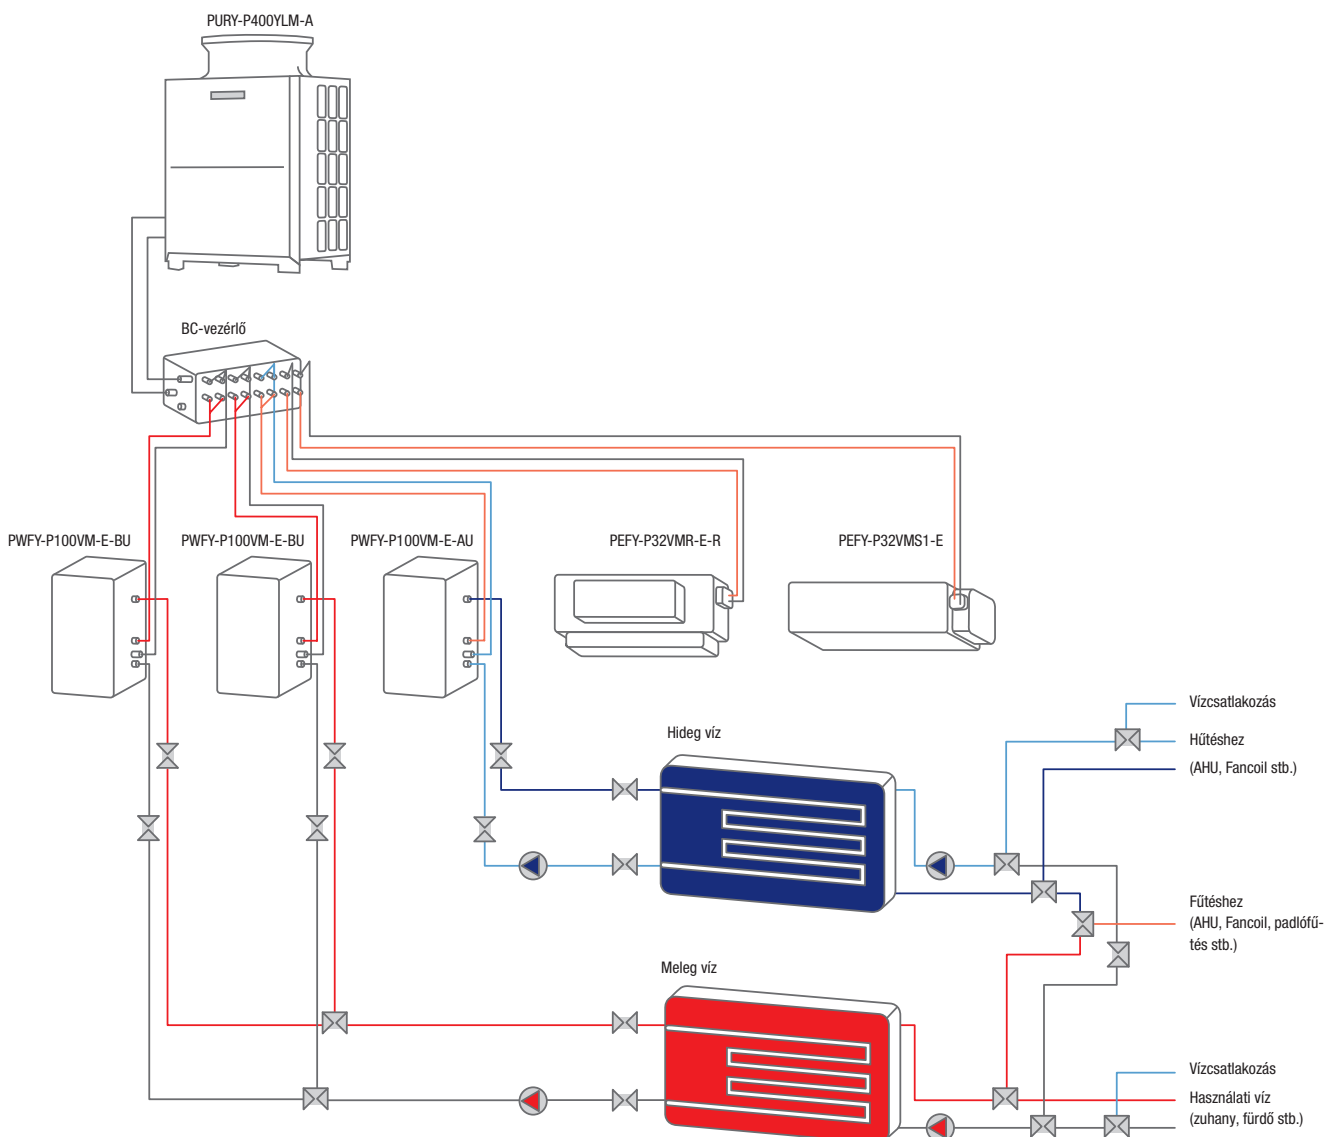 PURY-P400YLM-A
BC-vezérlő
PWFY-P100VM-E-BU
PWFY-P100VM-E-BU
PWFY-P100VM-E-AU
PEFY-P32VMR-E-R
PEFY-P32VMS1-E
Hideg víz
Vízcsatlakozás
Hűtéshez
(AHU, Fancoil stb.)
Fűtéshez
(AHU, Fancoil, padlófű-
tés stb.)
Meleg víz
Vízcsatlakozás
Használati víz
(zuhany, fürdő stb.)